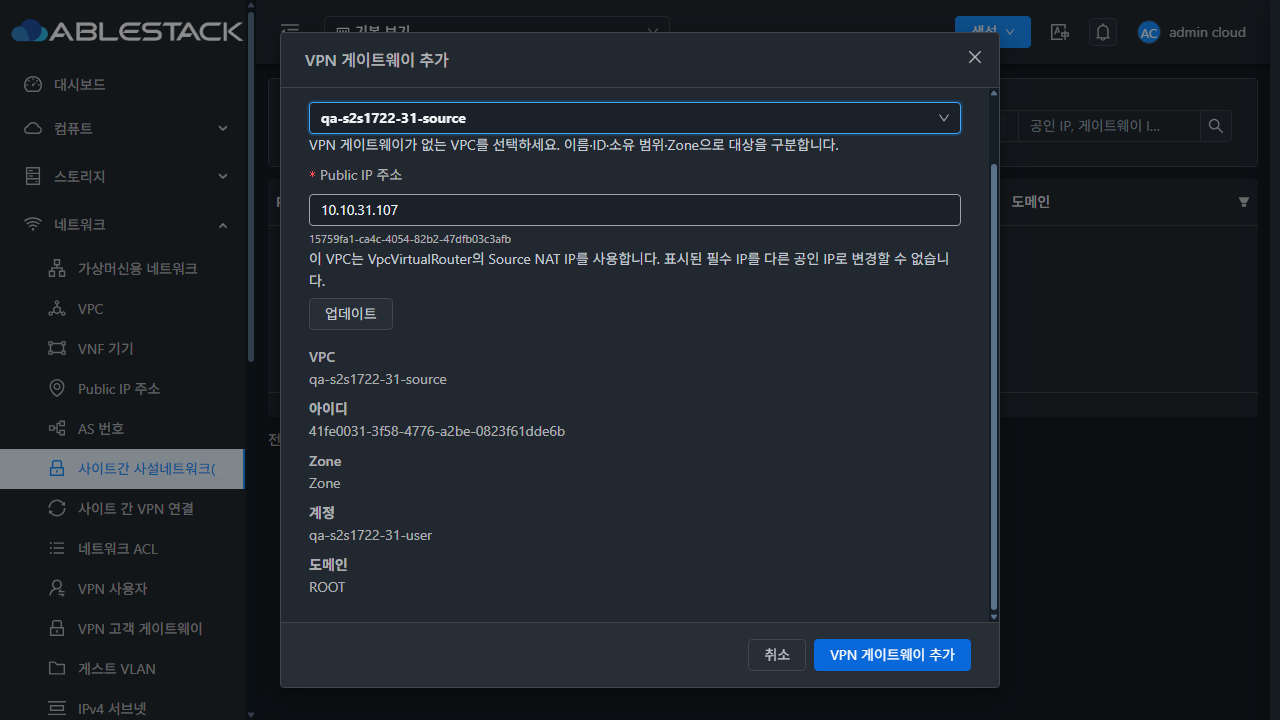 ABLESTACK
기본 보기
생성
AC
admin cloud
대시보드
컴퓨트
스토리지
네트워크
가상머신용 네트워크
VPC
VNF 기기
Public IP 주소
AS 번호
사이트간 사설네트워크(
사이트 간 VPN 연결
네트워크 ACL
VPN 사용자
VPN 고객 게이트웨이
게스트 VLAN
IPv4 서브넷
공인 IP, 게이트웨이 I...
도메인
전
VPN 게이트웨이 추가
qa-s2s1722-31-source
VPN 게이트웨이가 없는 VPC를 선택하세요. 이름·ID·소유 범위·Zone으로 대상을 구분합니다.
* Public IP 주소
10.10.31.107
15759fa1-ca4c-4054-82b2-47dfb03c3afb
이 VPC는 VpcVirtualRouter의 Source NAT IP를 사용합니다. 표시된 필수 IP를 다른 공인 IP로 변경할 수 없습니
다.
업데이트
VPC
qa-s2s1722-31-source
아이디
41fe0031-3f58-4776-a2be-0823f61dde6b
Zone
Zone
계정
qa-s2s1722-31-user
도메인
ROOT
취소
VPN 게이트웨이 추가